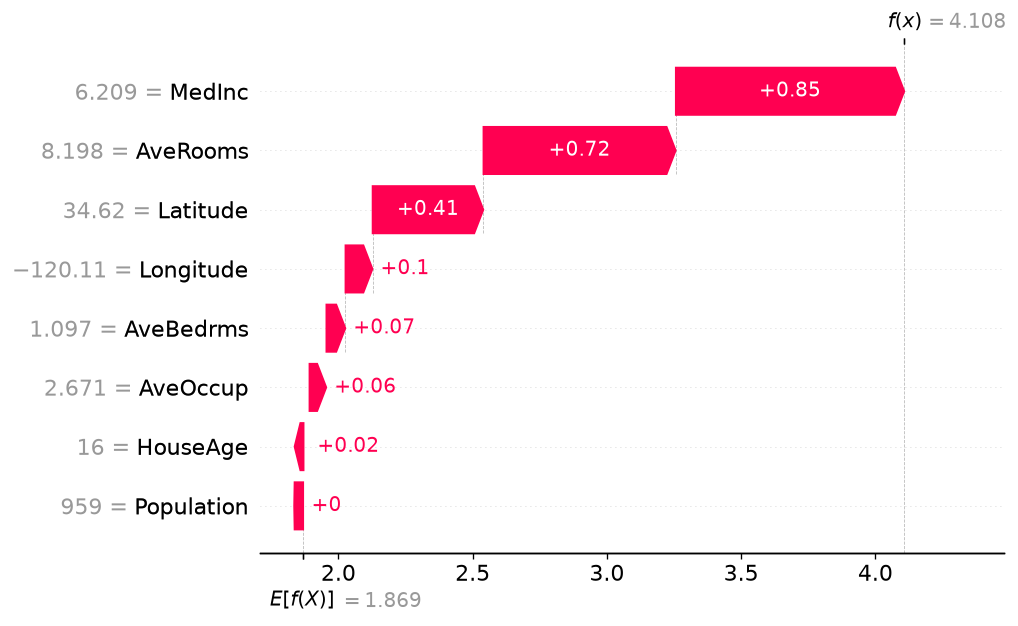 f(x) = 4.108
6.209 = MedInc +0.85
8.198 = AveRooms +0.72
34.62 = Latitude +0.41
−120.11 = Longitude +0.1
1.097 = AveBedrms +0.07
2.671 = AveOccup +0.06
16 = HouseAge +0.02
959 = Population +0
2.0 2.5 3.0 3.5 4.0
E[f(X)] = 1.869